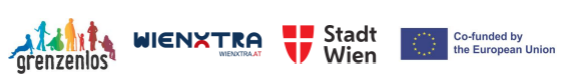 grenzenlos
WIENXTRA
WIENXTRA.AT
Stadt
Wien
Co-funded by
the European Union